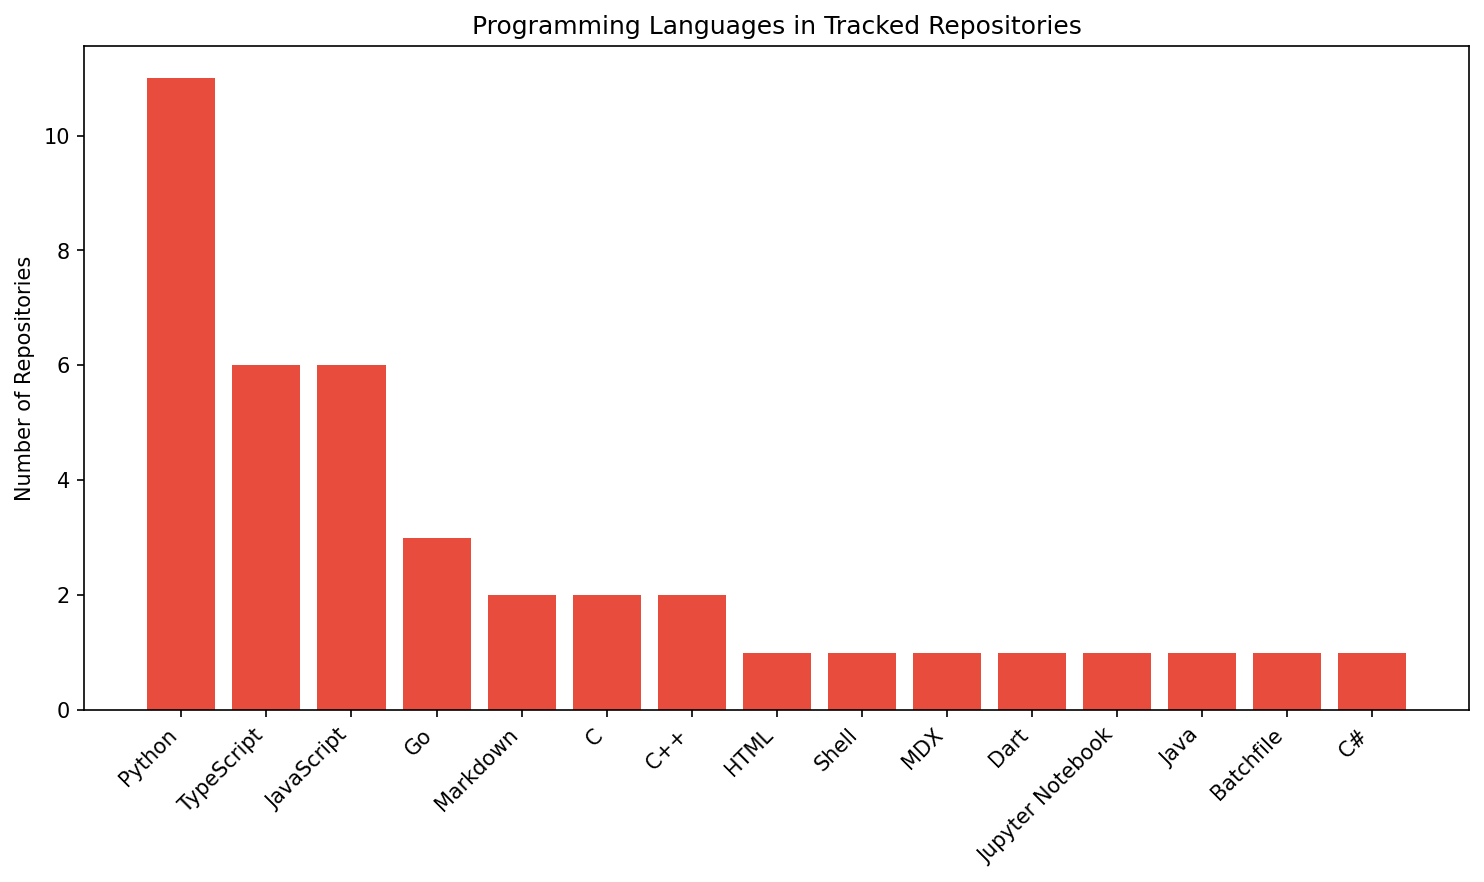 Programming Languages in Tracked Repositories
Number of Repositories
10
8
6
4
2
0
Python
TypeScript
JavaScript
Go
Markdown
C
C++
HTML
Shell
MDX
Dart
Jupyter Notebook
Java
Batchfile
C#